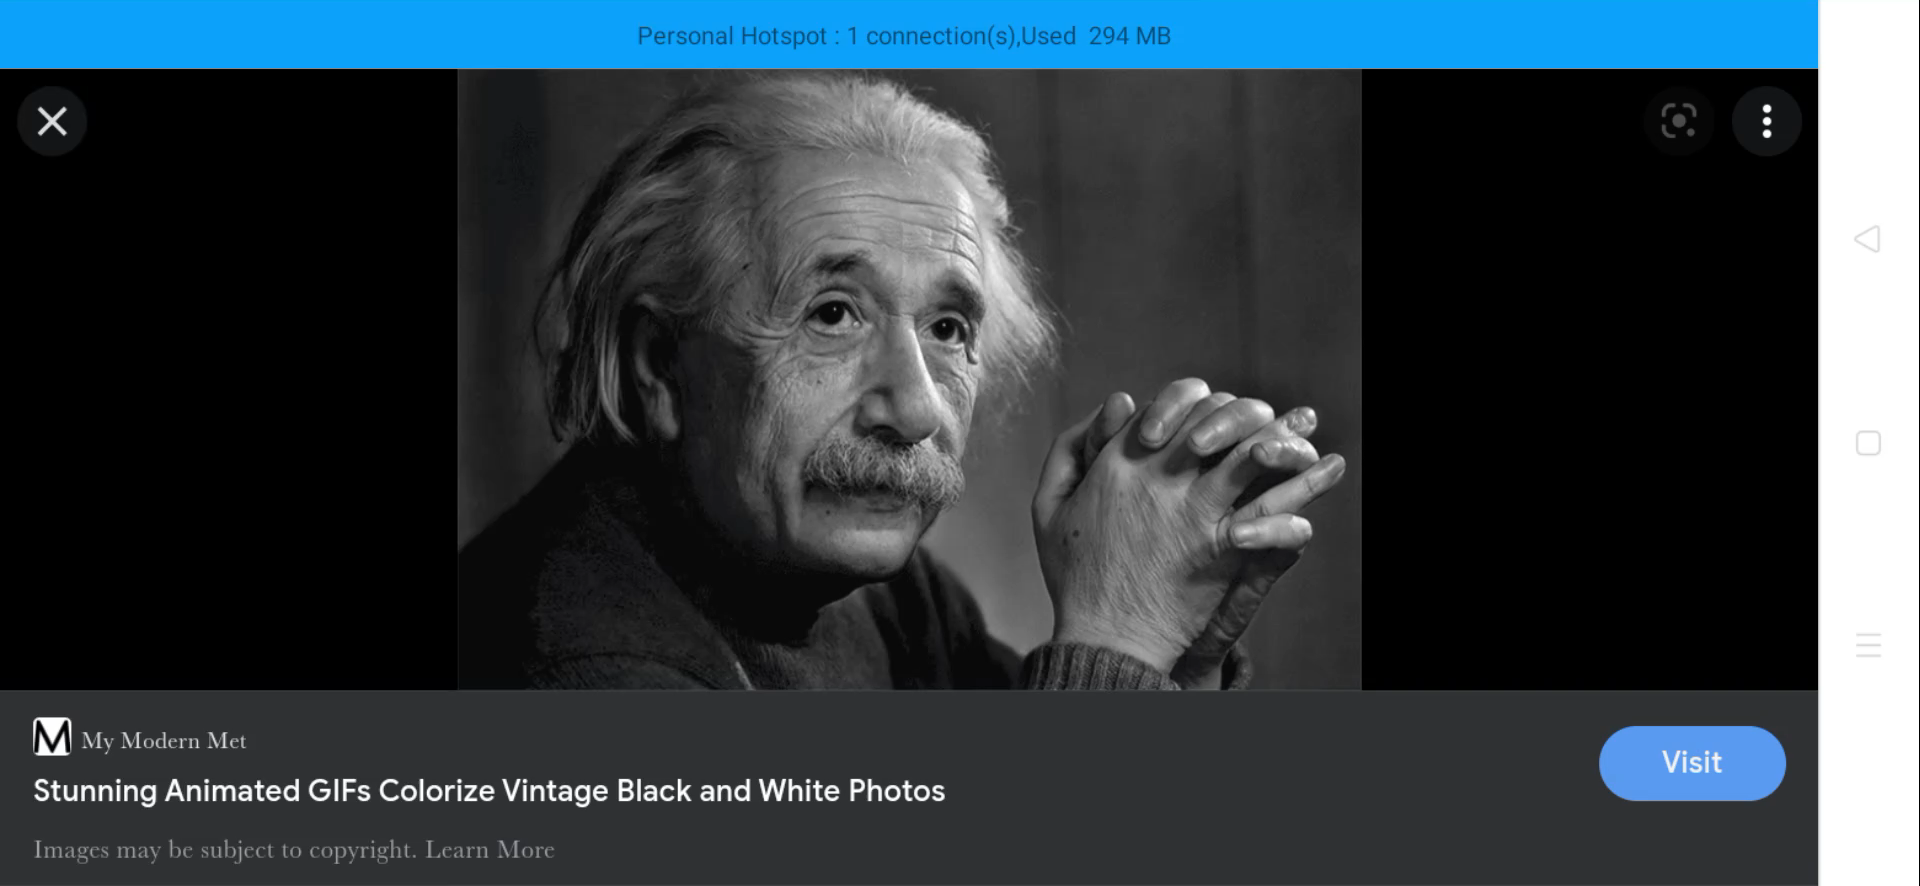 Personal Hotspot : 1 connection(s),Used 294 MB
M My Modern Met
Stunning Animated GIFs Colorize Vintage Black and White Photos
Visit
Images may be subject to copyright. Learn More